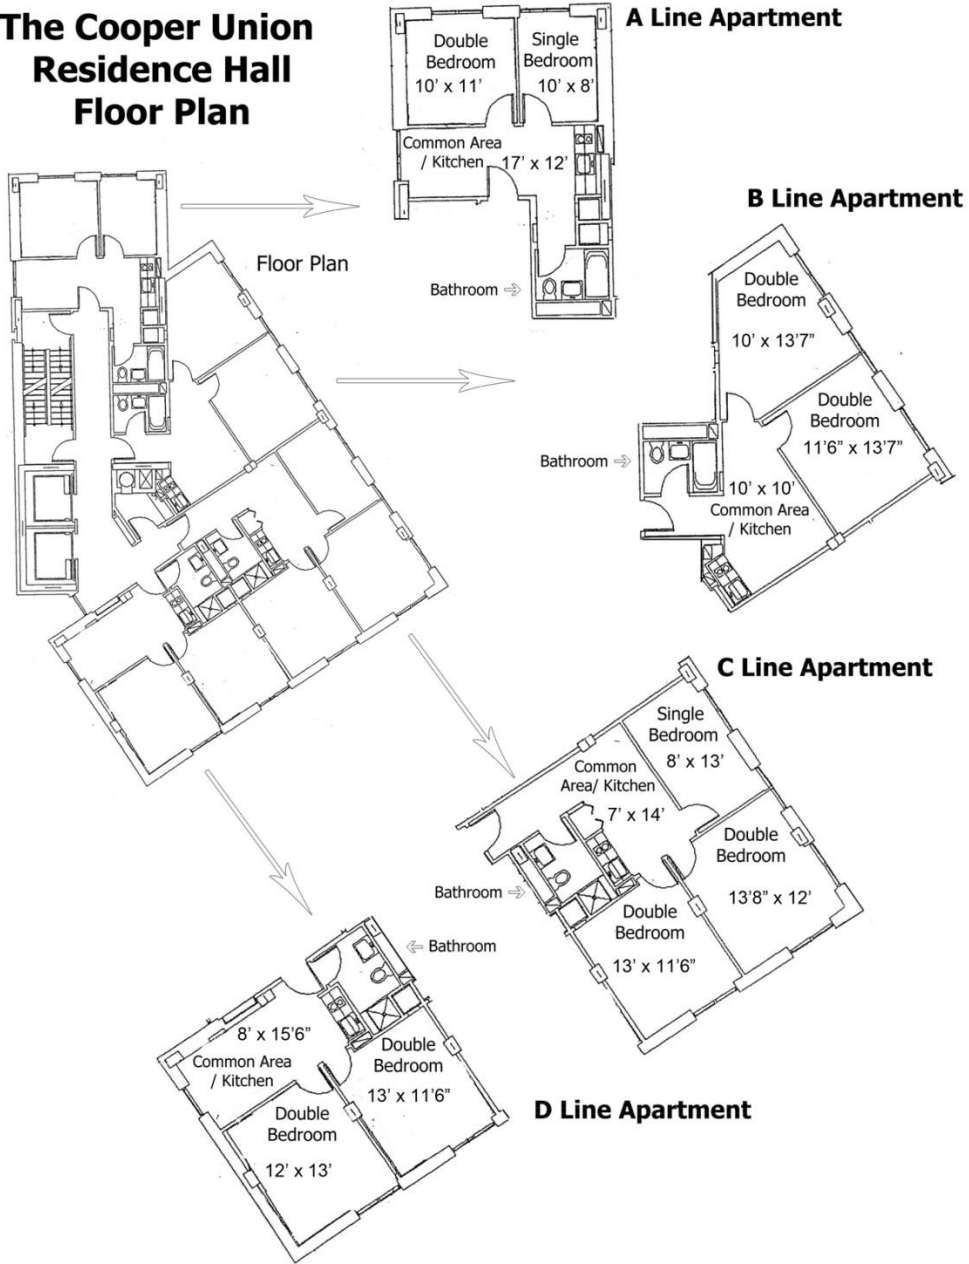 The Cooper Union
Residence Hall
Floor Plan
A Line Apartment
Double
Bedroom
10' x 11'
Single
Bedroom
10' x 8'
Common Area
/ Kitchen
17' x 12'
Bathroom
Floor Plan
B Line Apartment
Double
Bedroom
10' x 13'7"
Double
Bedroom
11'6" x 13'7"
Bathroom
10' x 10'
Common Area
/ Kitchen
C Line Apartment
Single
Bedroom
8' x 13'
Common
Area/ Kitchen
7' x 14'
Double
Bedroom
13'8" x 12'
Bathroom
Double
Bedroom
13' x 11'6"
Bathroom
8' x 15'6"
Common Area
/ Kitchen
Double
Bedroom
13' x 11'6"
Double
Bedroom
12' x 13'
D Line Apartment